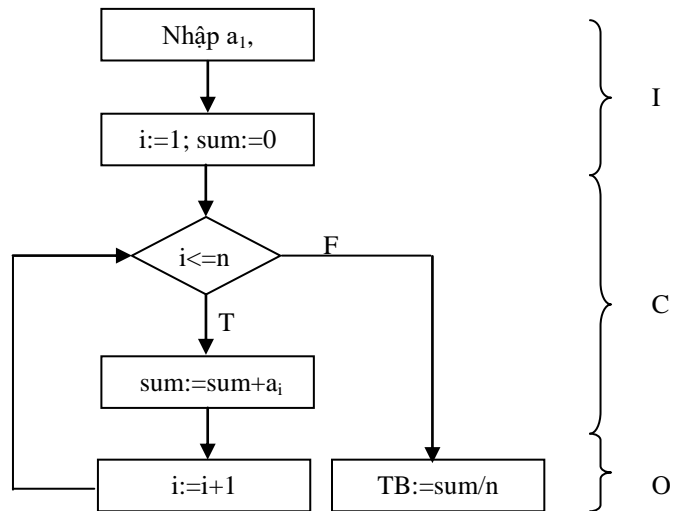 Nhập a₁,
I
i:=1; sum:=0
i<=n
F
C
T
sum:=sum+aᵢ
i:=i+1
TB:=sum/n
O